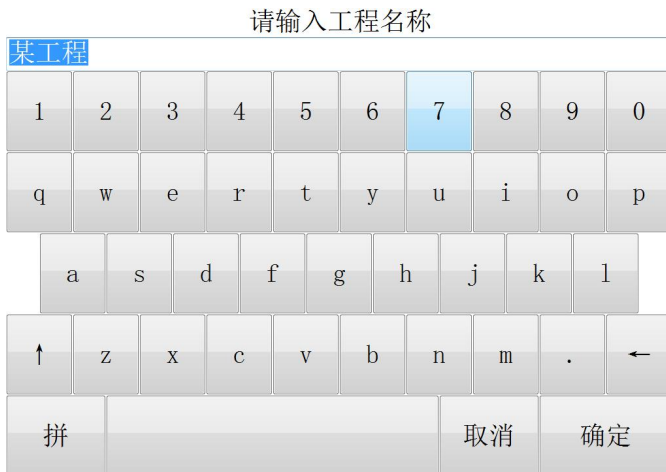 请输入工程名称
某工程
1 2 3 4 5 6 7 8 9 0
q w e r t y u i o p
a s d f g h j k l
↑ z x c v b n m . ←
拼 取消 确定